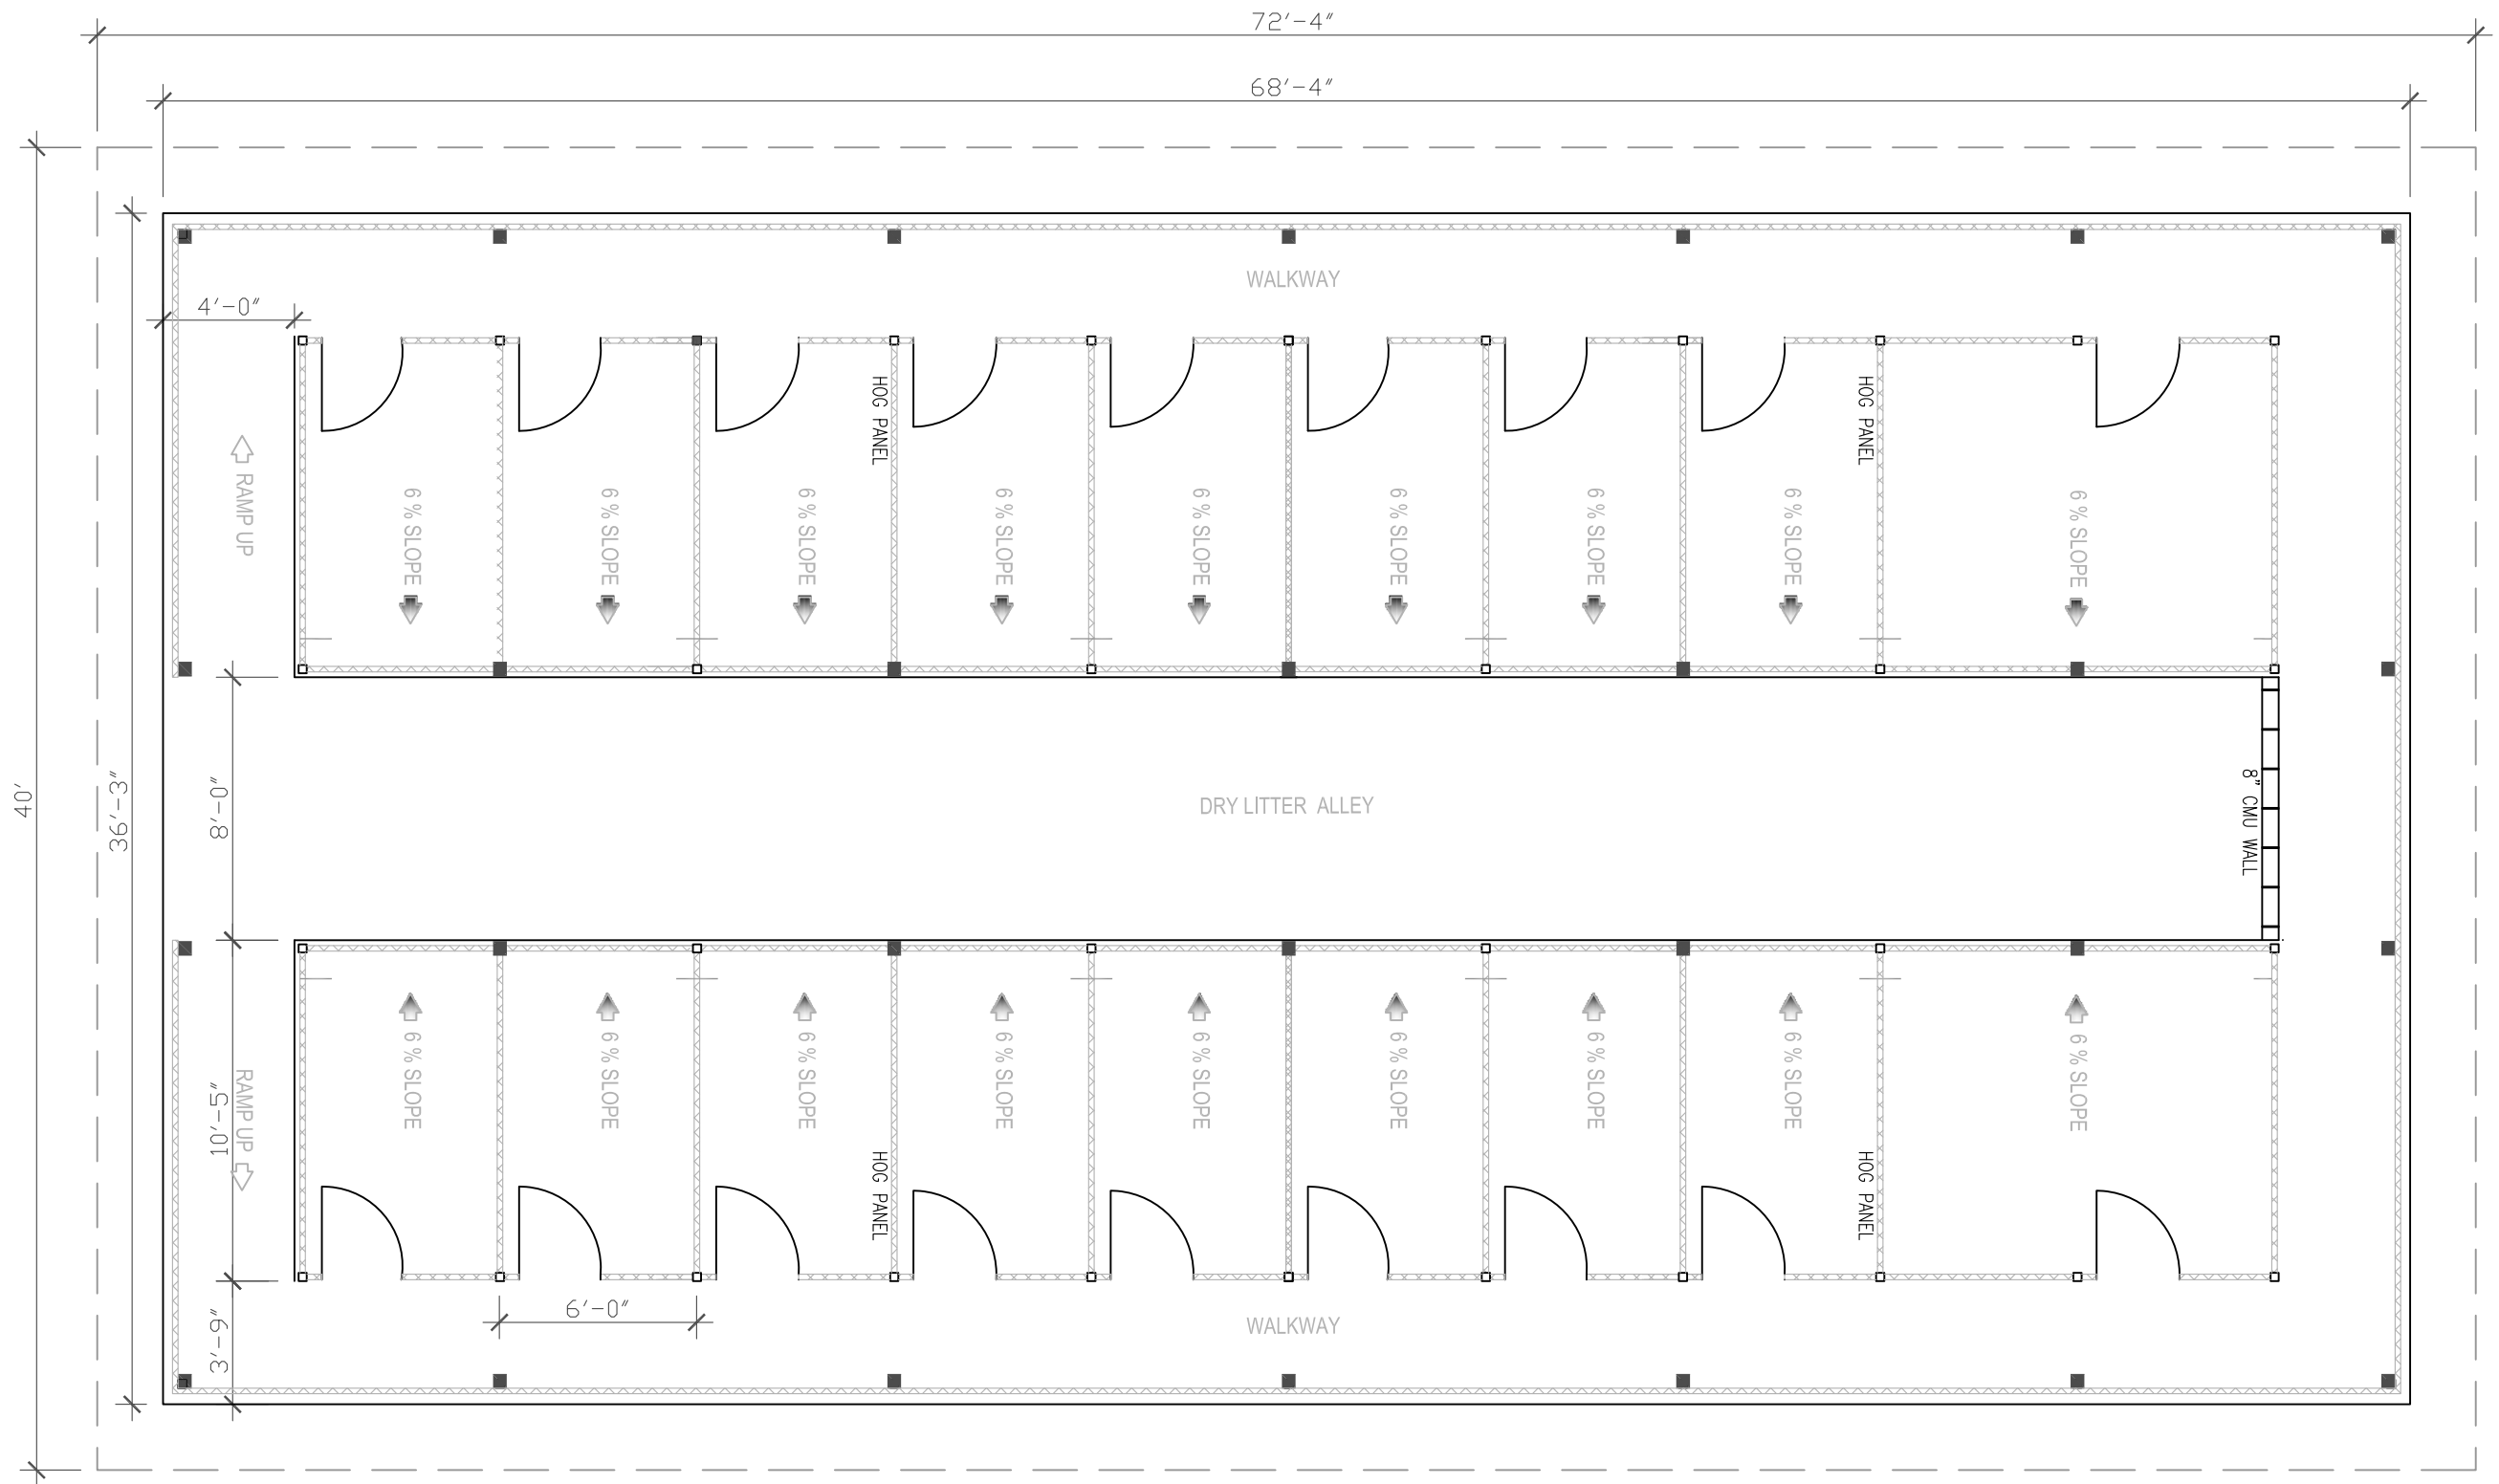 72'-4"
68'-4"
WALKWAY
4'-0"
HOG PANEL
HOG PANEL
RAMP UP
6 % SLOPE
6 % SLOPE
6 % SLOPE
6 % SLOPE
6 % SLOPE
6 % SLOPE
6 % SLOPE
6 % SLOPE
6 % SLOPE
40'
36'-3"
8'-0"
DRY LITTER ALLEY
8" CMU WALL
6 % SLOPE
6 % SLOPE
6 % SLOPE
6 % SLOPE
6 % SLOPE
6 % SLOPE
6 % SLOPE
6 % SLOPE
6 % SLOPE
10'-5"
RAMP UP
HOG PANEL
HOG PANEL
6'-0"
3'-9"
WALKWAY